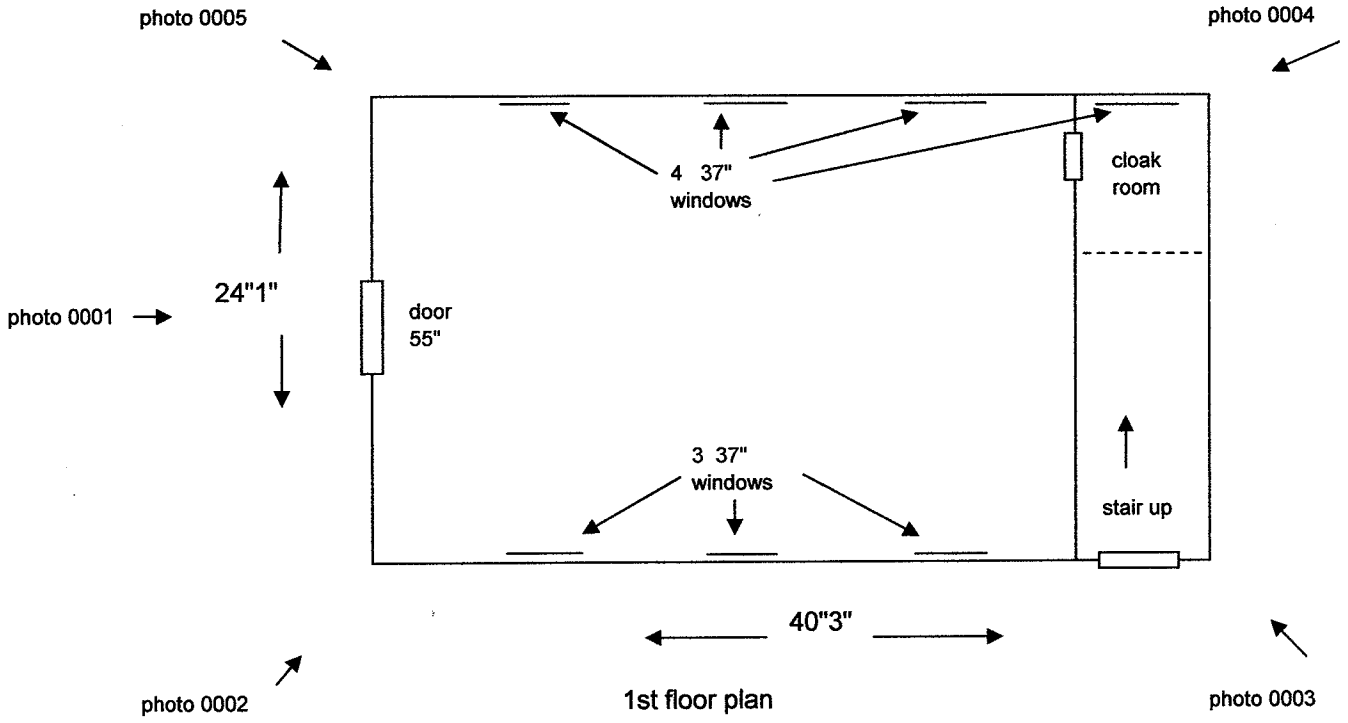 photo 0005
photo 0004
4 37"
windows
cloak
room
24"1"
photo 0001
door
55"
3 37"
windows
stair up
40"3"
photo 0002
1st floor plan
photo 0003